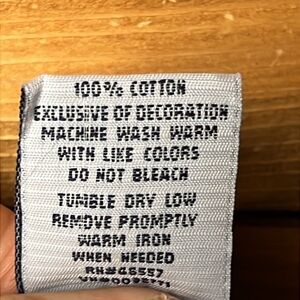 100% COTTON
EXCLUSIVE OF DECORATION
MACHINE WASH WARM
WITH LIKE COLORS
DO NOT BLEACH
TUMBLE DRY LOW
REMOVE PROMPTLY
WARM IRON
WHEN NEEDED
RN#46557